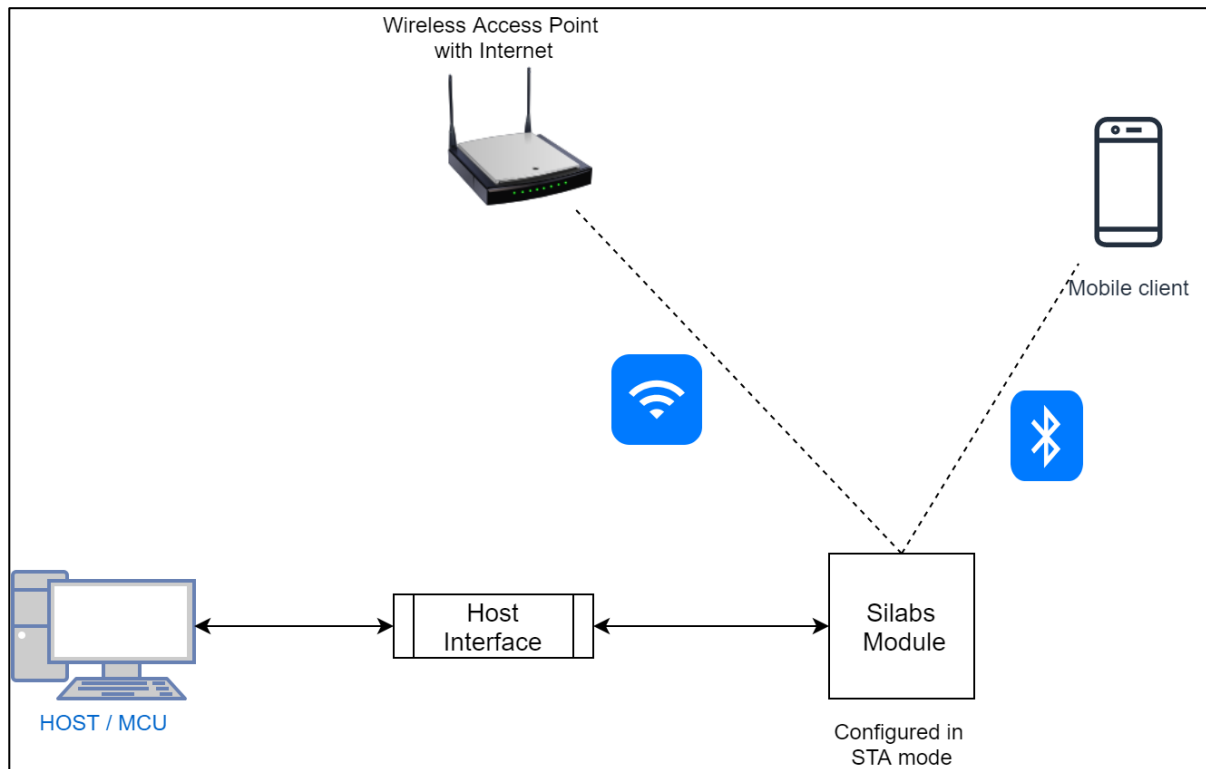 Wireless Access Point
with Internet
Mobile client
Host
Interface
Silabs
Module
HOST / MCU
Configured in
STA mode